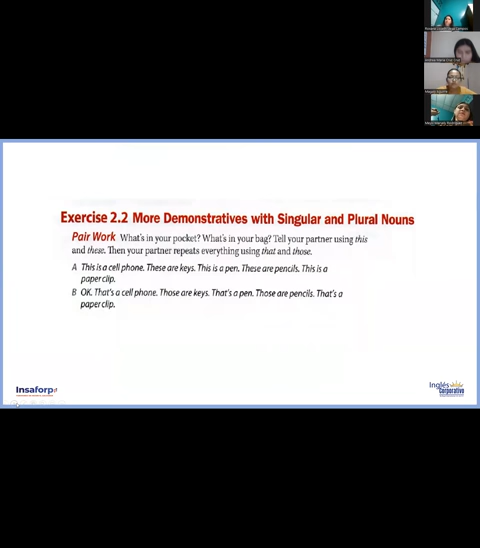 Exercise 2.2 More Demonstratives with Singular and Plural Nouns
Pair Work What's in your pocket? What's in your bag? Tell your partner using this
and these. Then your partner repeats everything using that and those.
A This is a cell phone. These are keys. This is a pen. These are pencils. This is a
paper clip.
B OK. That's a cell phone. Those are keys. That's a pen. Those are pencils. That's a
paper clip.
Insaforp
Inglés
Corporativo